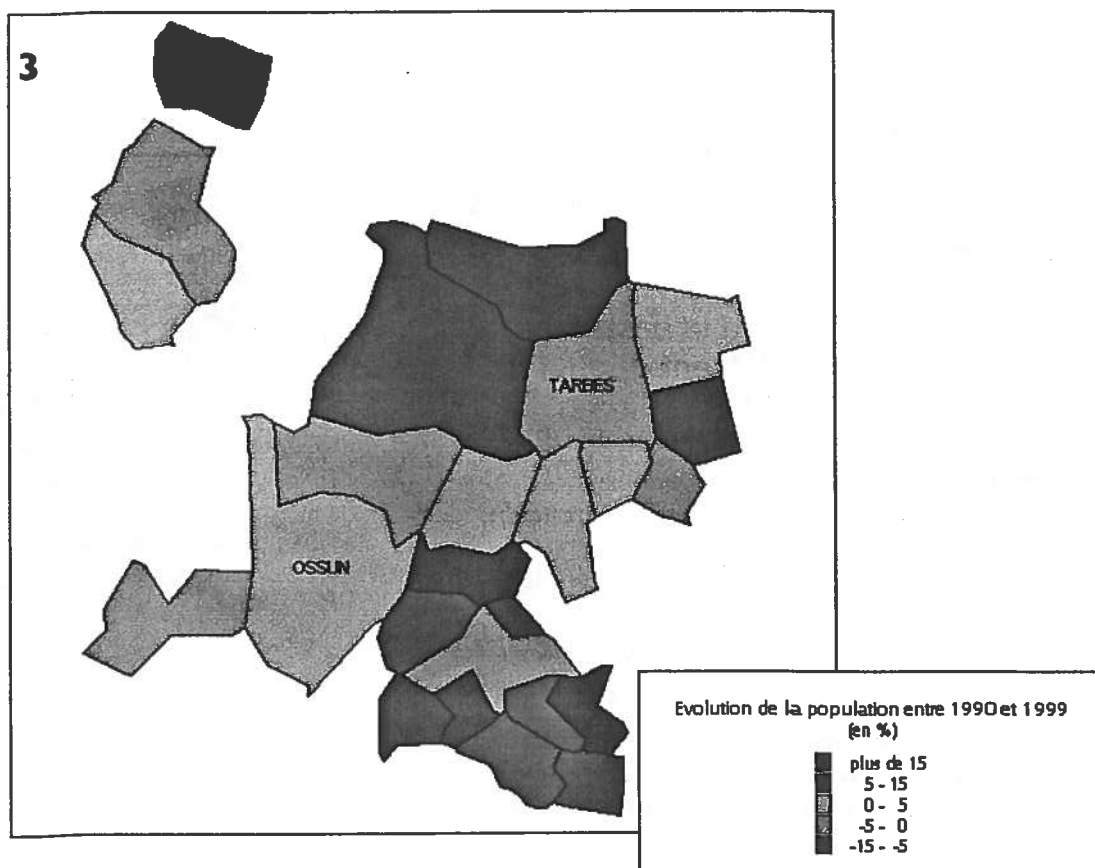 3
TARBES
OSSUN
Evolution de la population entre 1990 et 1999
(en %)
plus de 15
5 - 15
0 - 5
-5 - 0
-15 - -5